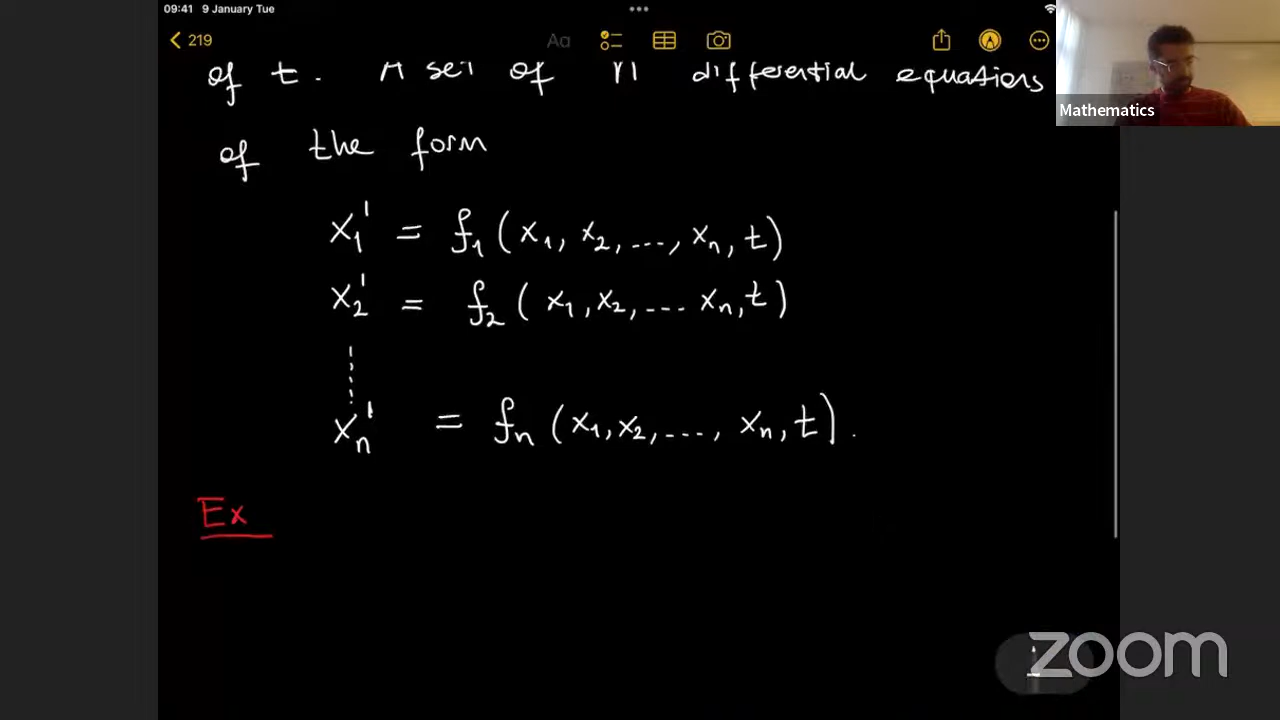 09:41 9 January Tue
219
Aa
of t. A set of n differential equations
Mathematics
of the form
x₁' = f₁(x₁, x₂, ..., xₙ, t)
x₂' = f₂(x₁, x₂, ... xₙ, t)
xₙ' = fₙ(x₁, x₂, ..., xₙ, t).
Ex
zoom